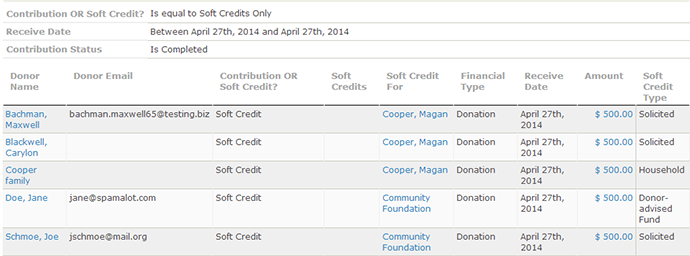 Contribution OR Soft Credit? Is equal to Soft Credits Only
Receive Date Between April 27th, 2014 and April 27th, 2014
Contribution Status Is Completed
Donor Name Donor Email Contribution OR Soft Credit? Soft Credits Soft Credit For Financial Type Receive Date Amount Soft Credit Type
Bachman, Maxwell bachman.maxwell65@testing.biz Soft Credit Cooper, Magan Donation April 27th, 2014 $ 500.00 Solicited
Blackwell, Carylon Soft Credit Cooper, Magan Donation April 27th, 2014 $ 500.00 Solicited
Cooper family Soft Credit Cooper, Magan Donation April 27th, 2014 $ 500.00 Household
Doe, Jane jane@spamalot.com Soft Credit Community Foundation Donation April 27th, 2014 $ 500.00 Donor-advised Fund
Schmoe, Joe jschmoe@mail.org Soft Credit Community Foundation Donation April 27th, 2014 $ 500.00 Solicited